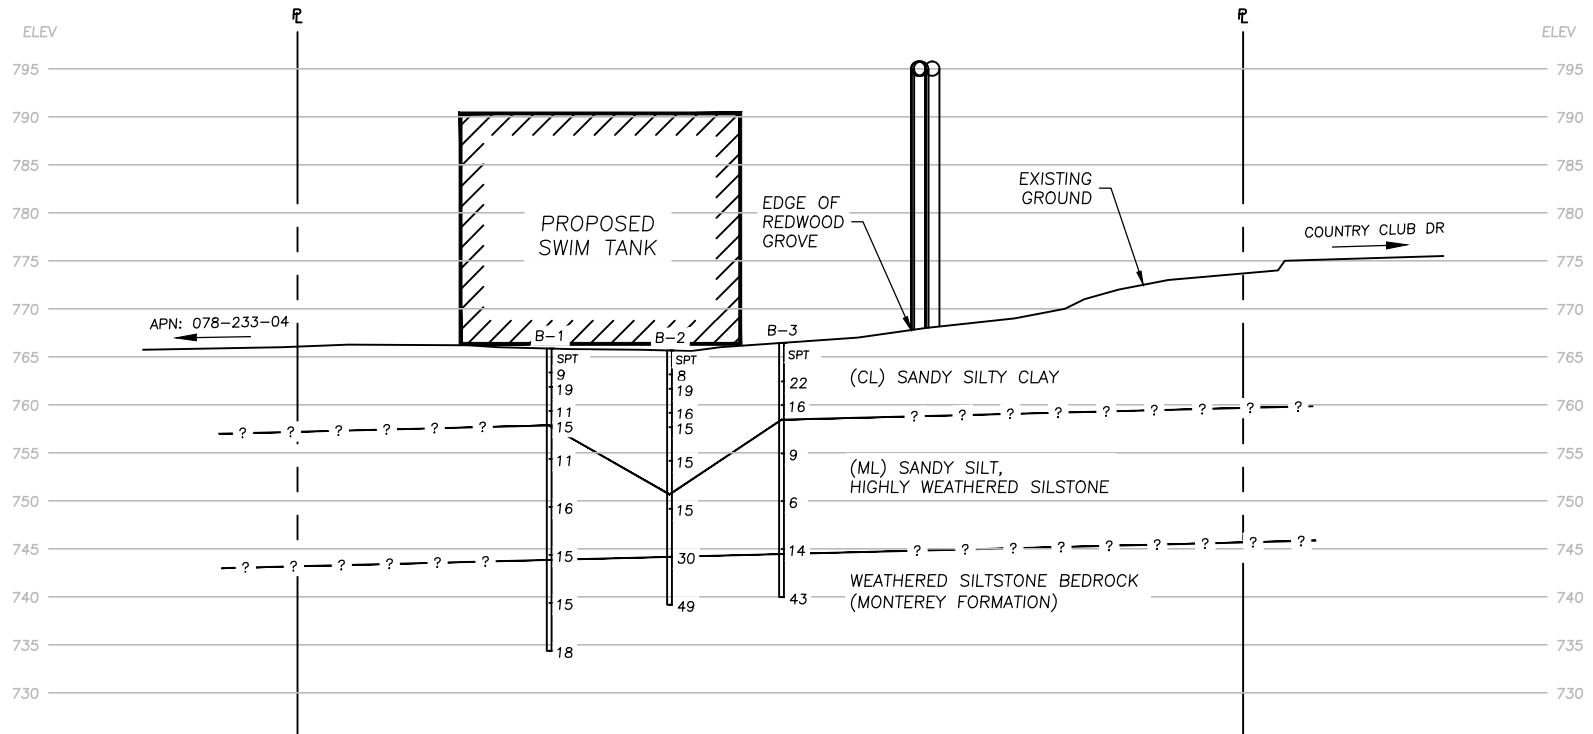 PL
PL
ELEV
ELEV
795
795
790
790
785
785
EXISTING
GROUND
EDGE OF
REDWOOD
GROVE
780
780
PROPOSED
SWIM TANK
COUNTRY CLUB DR
775
775
770
770
APN: 078-233-04
B-1
B-2
B-3
765
765
SPT
SPT
SPT
9
8
22
(CL) SANDY SILTY CLAY
19
19
760
760
11
16
16
? ? ? ? ? ? ? ? ?
15
15
? ? ? ? ? ?
755
755
11
15
9
(ML) SANDY SILT,
HIGHLY WEATHERED SILSTONE
750
750
16
15
6
745
745
15
30
14
? ? ? ? ? ? ? ? ?
? ? ? ? ? ?
WEATHERED SILTSTONE BEDROCK
(MONTEREY FORMATION)
740
740
15
49
43
735
735
18
730
730